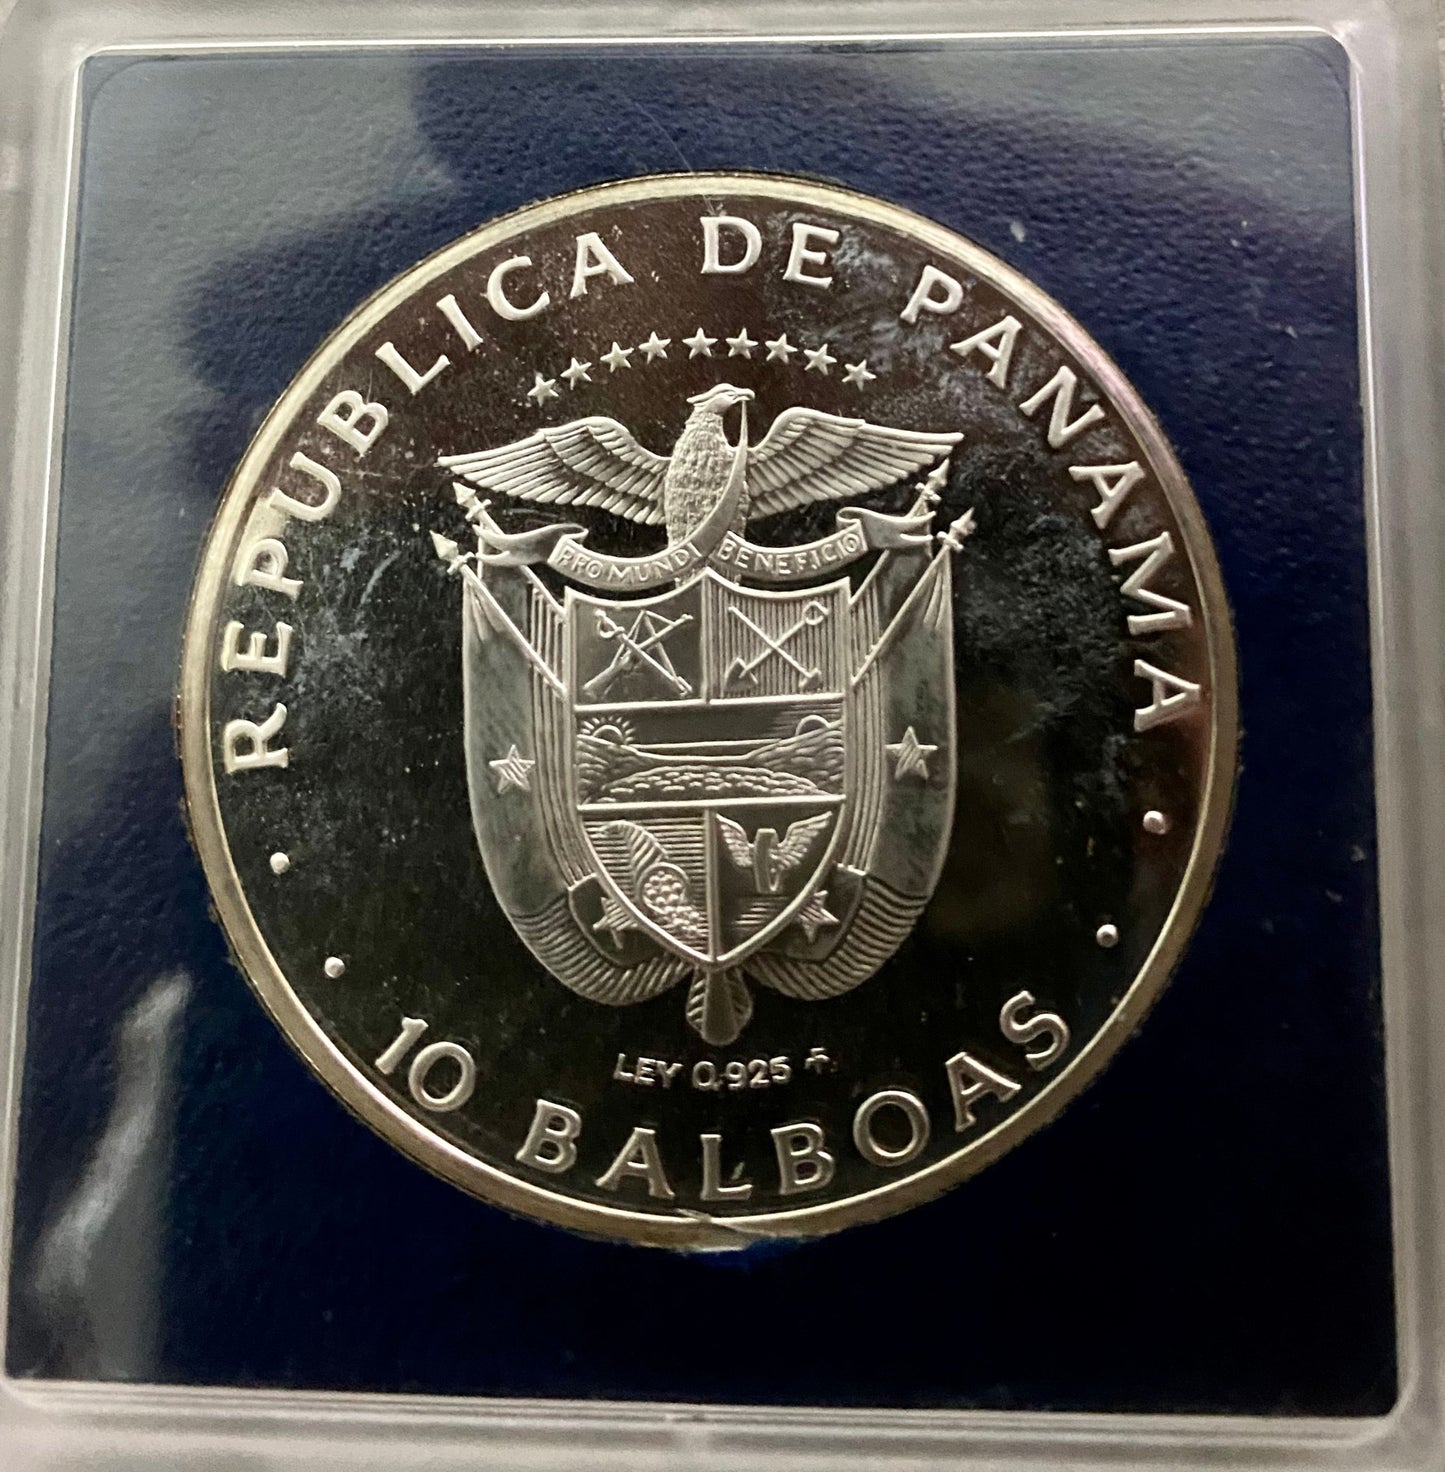 REPUBLICA DE PANAMA
PRO MUNDI BENEFICIO
LEY 0,925
10 BALBOAS